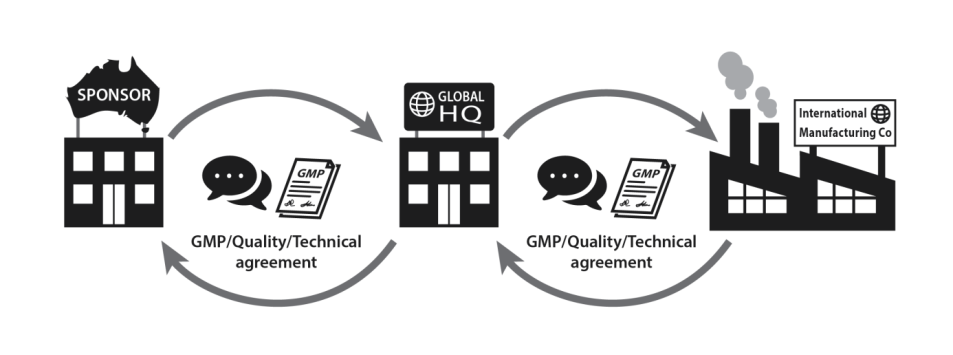 SPONSOR
GLOBAL
HQ
International
Manufacturing Co
GMP
GMP
GMP/Quality/Technical
agreement
GMP/Quality/Technical
agreement